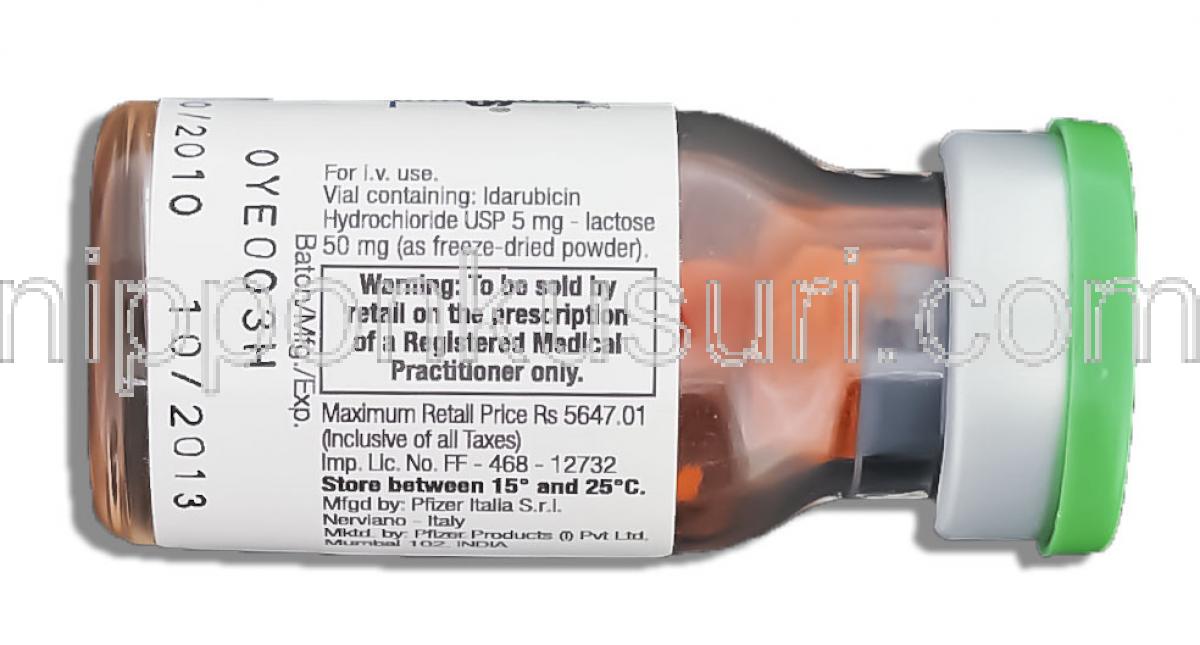 For i.v. use.
Vial containing: Idarubicin
Hydrochloride USP 5 mg - lactose
50 mg (as freeze-dried powder).
Warning: To be sold by
retail on the prescription
of a Registered Medical
Practitioner only.
Maximum Retail Price Rs 5647.01
(Inclusive of all Taxes)
Imp. Lic. No. FF - 468 - 12732
Store between 15° and 25°C.
Mfgd by: Pfizer Italia S.r.l.
Nerviano - Italy
Mktd. by: Pfizer Products (I) Pvt Ltd.
Mumbai 102. INDIA
Batch/Mfg./Exp.
0YE003H
0/2010 10/2013
nipponkusuri.com